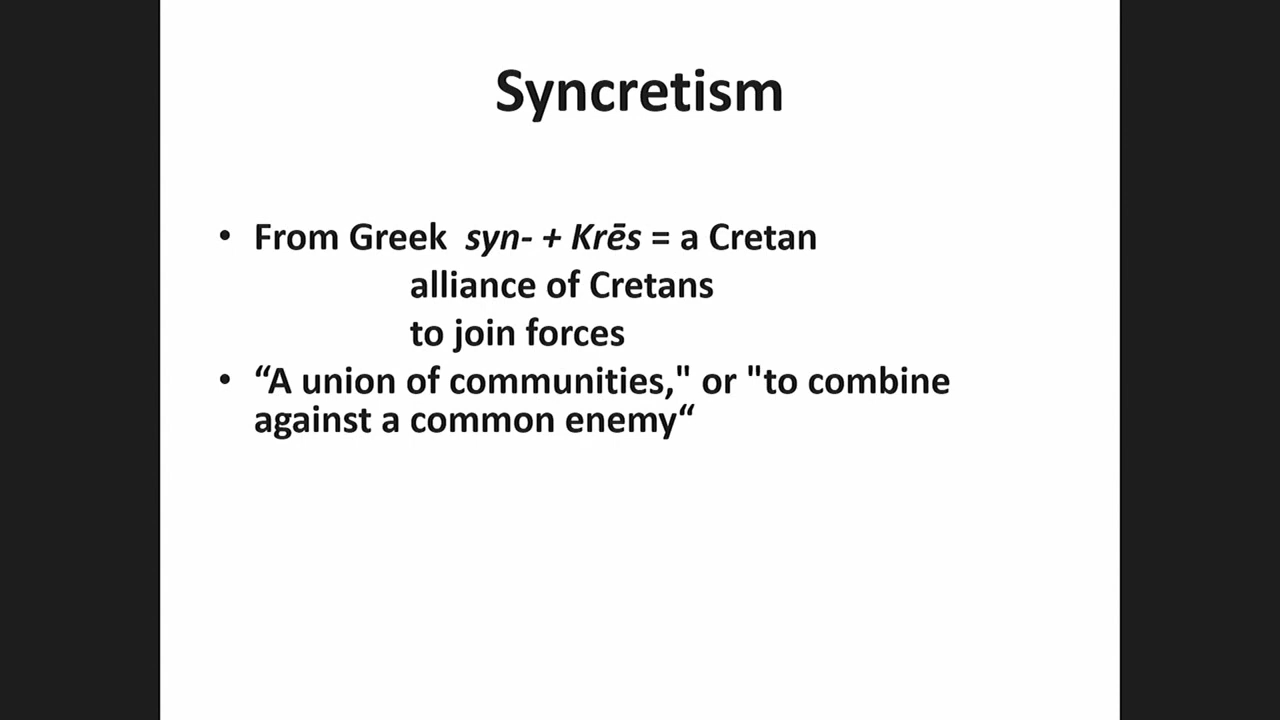 Syncretism
• From Greek syn- + Krēs = a Cretan
alliance of Cretans
to join forces
• “A union of communities," or "to combine
against a common enemy“